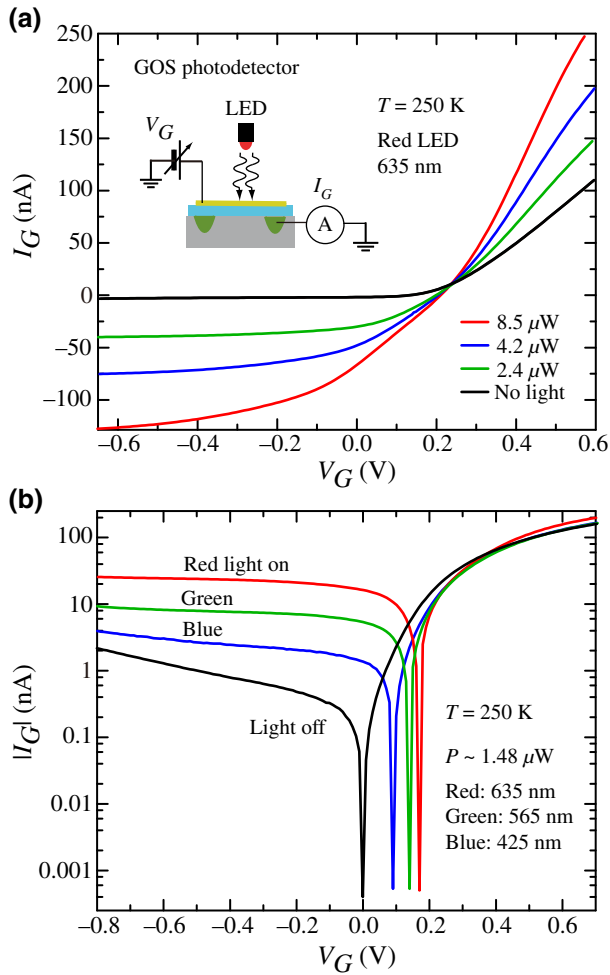 (a)
250
200
150
100
50
0
−50
−100
I_G (nA)
GOS photodetector
LED
V_G
I_G
A
T = 250 K
Red LED
635 nm
8.5 μW
4.2 μW
2.4 μW
No light
−0.6 −0.4 −0.2 0.0 0.2 0.4 0.6
V_G (V)
(b)
100
10
1
0.1
0.01
0.001
|I_G| (nA)
Red light on
Green
Blue
Light off
T = 250 K
P ~ 1.48 μW
Red: 635 nm
Green: 565 nm
Blue: 425 nm
−0.8 −0.6 −0.4 −0.2 0.0 0.2 0.4 0.6
V_G (V)